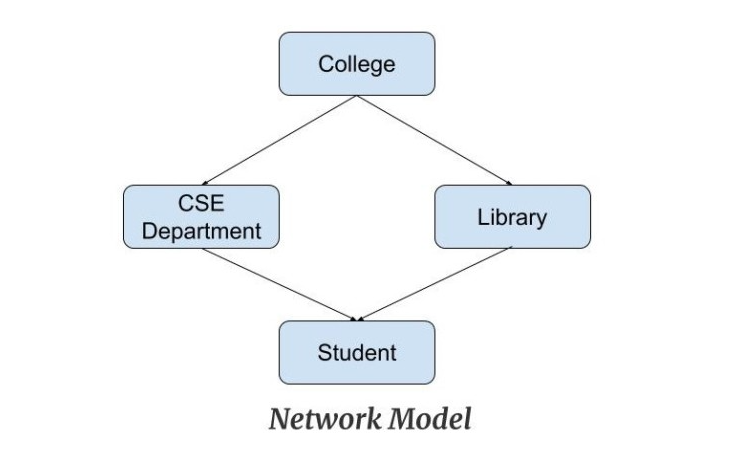 College
CSE
Department
Library
Student
Network Model